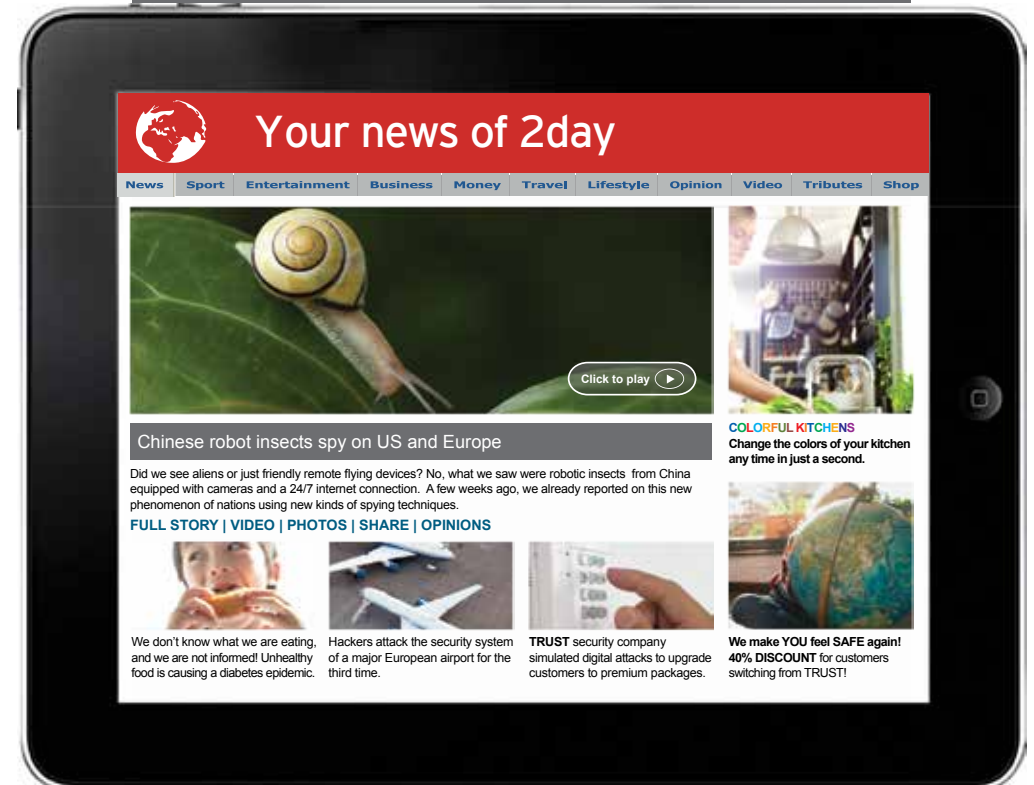 Your news of 2day
News Sport Entertainment Business Money Travel Lifestyle Opinion Video Tributes Shop
Click to play
Chinese robot insects spy on US and Europe
Did we see aliens or just friendly remote flying devices? No, what we saw were robotic insects from China
equipped with cameras and a 24/7 internet connection. A few weeks ago, we already reported on this new
phenomenon of nations using new kinds of spying techniques.
FULL STORY | VIDEO | PHOTOS | SHARE | OPINIONS
We don't know what we are eating,
and we are not informed! Unhealthy
food is causing a diabetes epidemic.
Hackers attack the security system
of a major European airport for the
third time.
TRUST security company
simulated digital attacks to upgrade
customers to premium packages.
COLORFUL KITCHENS
Change the colors of your kitchen
any time in just a second.
We make YOU feel SAFE again!
40% DISCOUNT for customers
switching from TRUST!